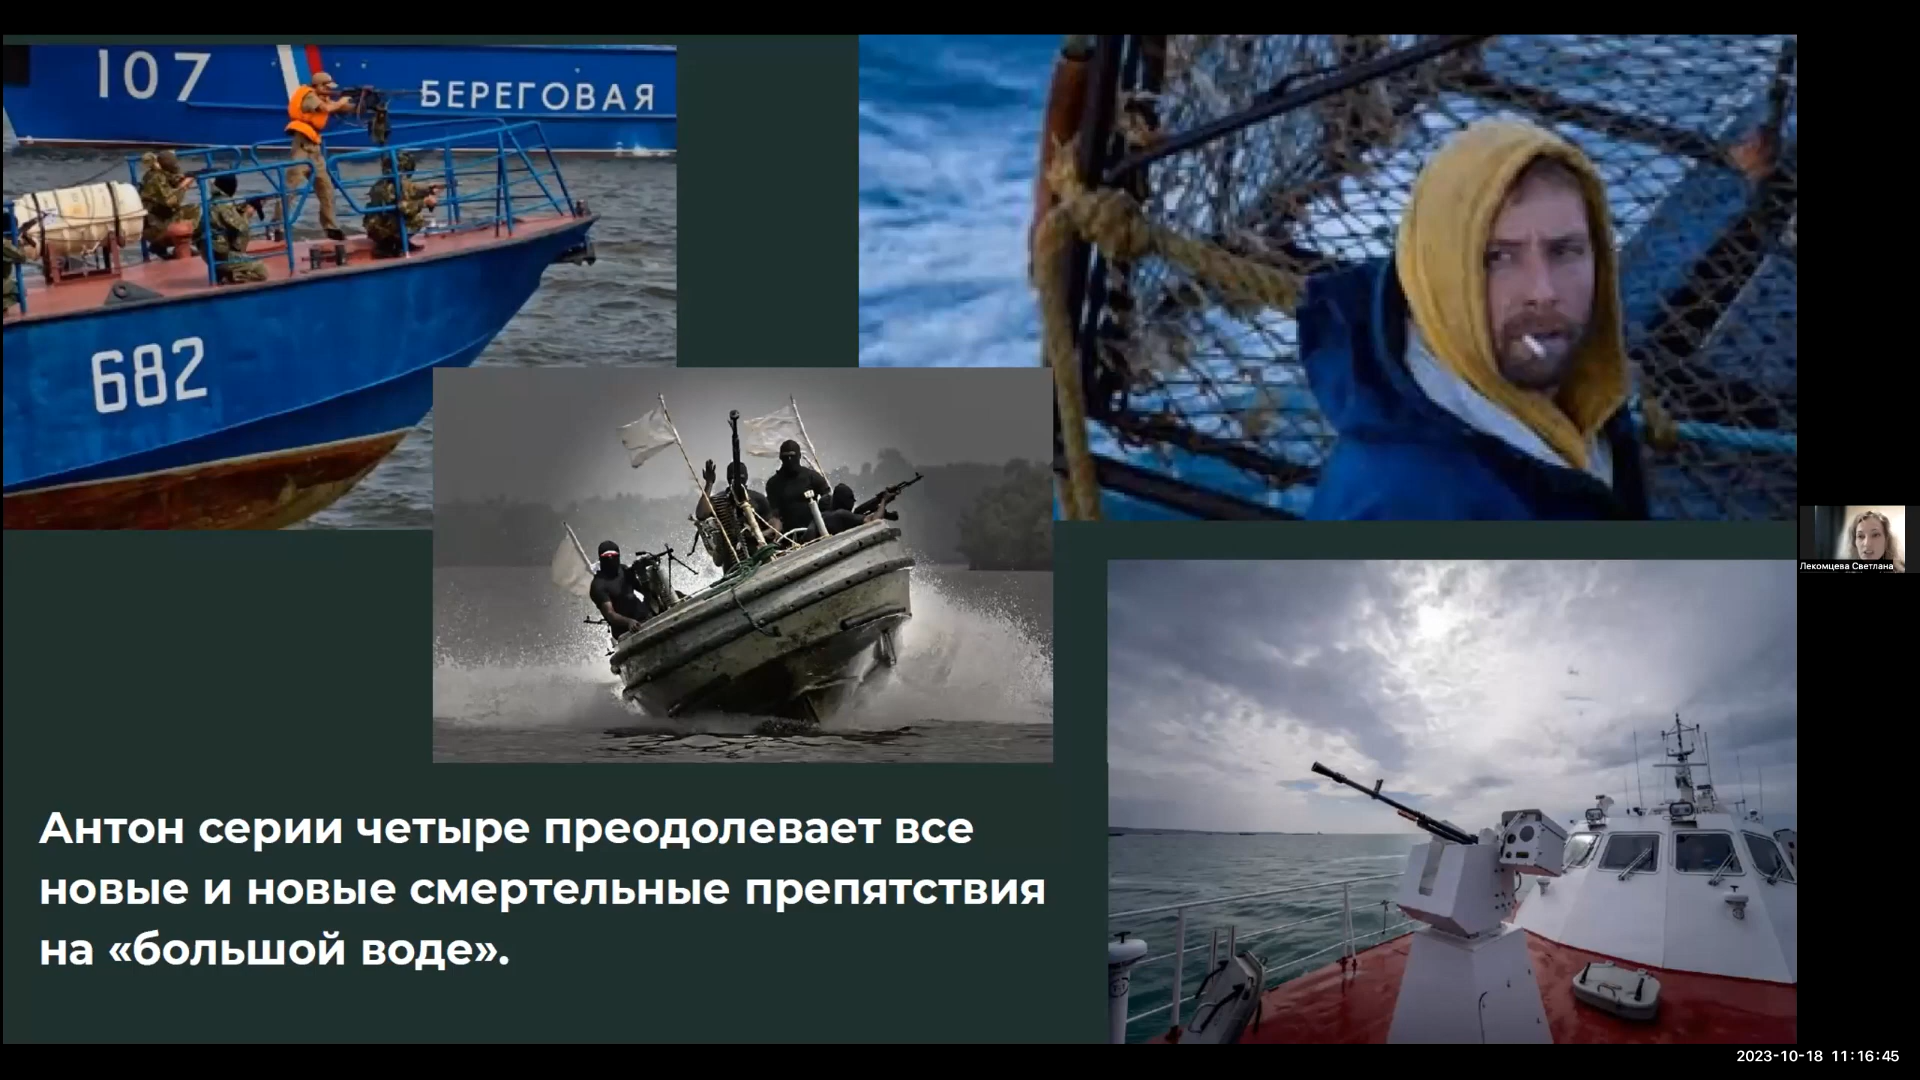 107
БЕРЕГОВАЯ
682
Антон серии четыре преодолевает все
новые и новые смертельные препятствия
на «большой воде».
Лекомцева Светлана
2023-10-18 11:16:45